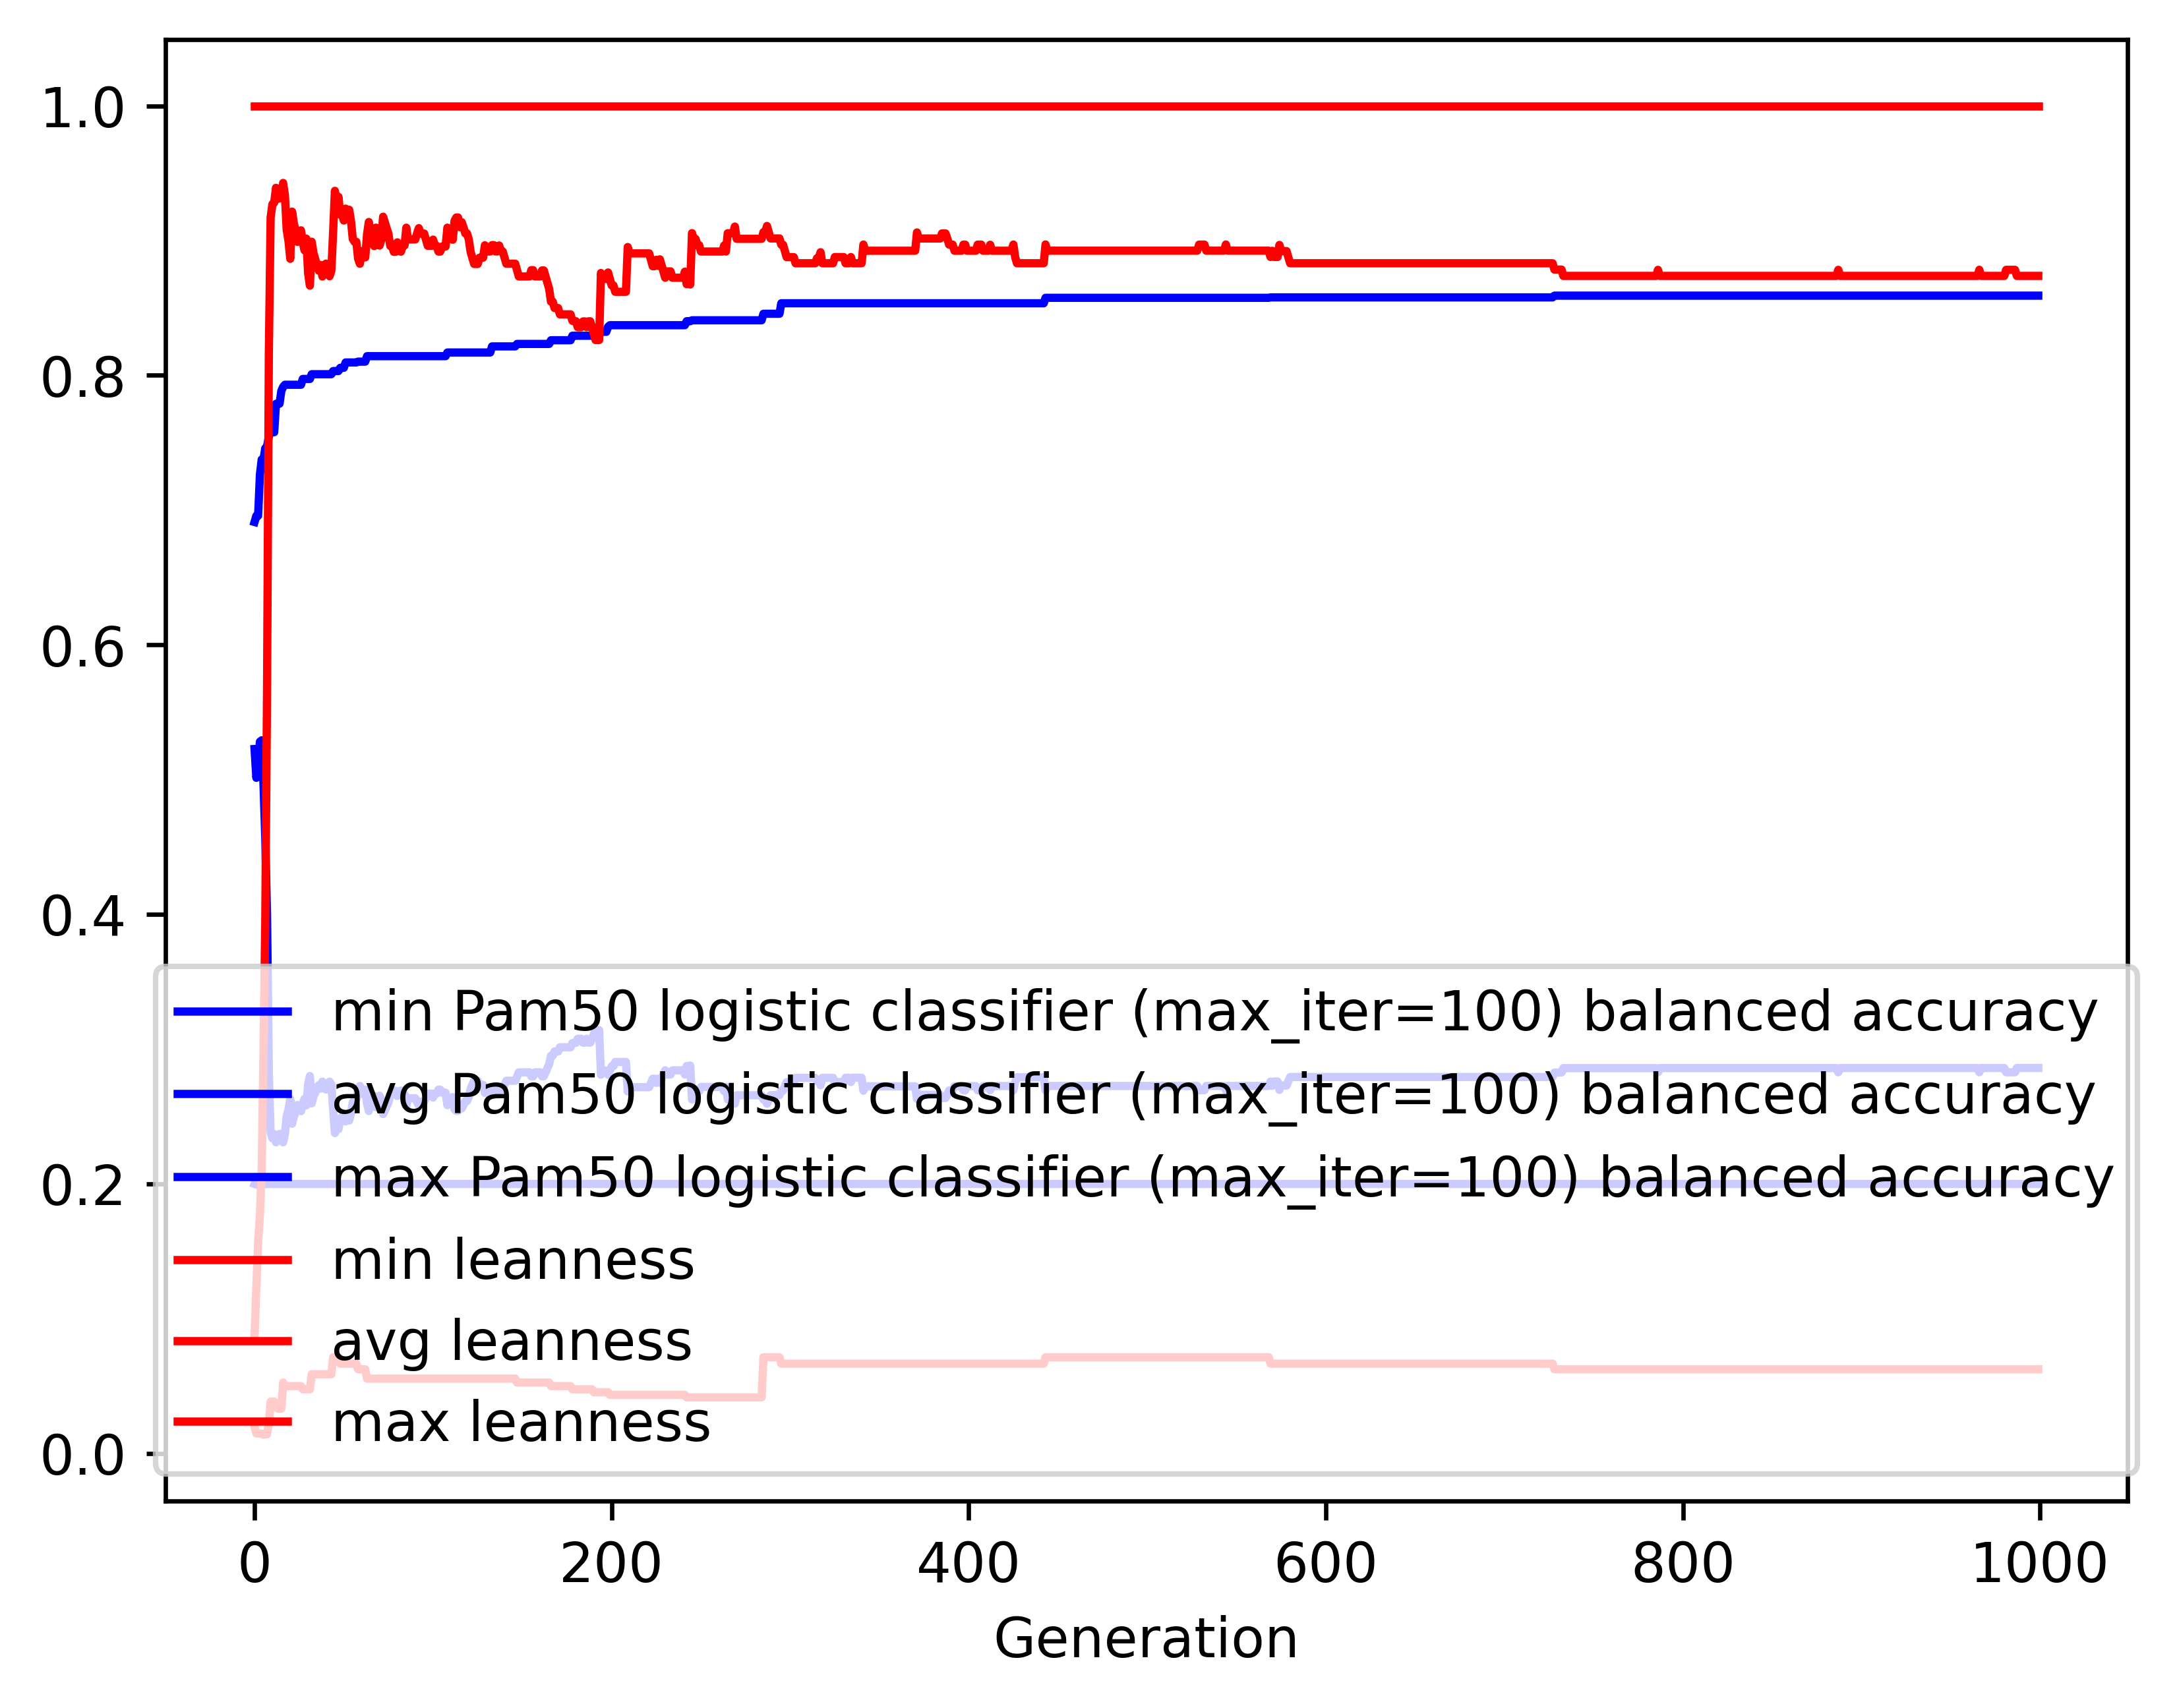 1.0
0.8
0.6
0.4
0.2
0.0
min Pam50 logistic classifier (max_iter=100) balanced accuracy
avg Pam50 logistic classifier (max_iter=100) balanced accuracy
max Pam50 logistic classifier (max_iter=100) balanced accuracy
min leanness
avg leanness
max leanness
0 200 400 600 800 1000
Generation